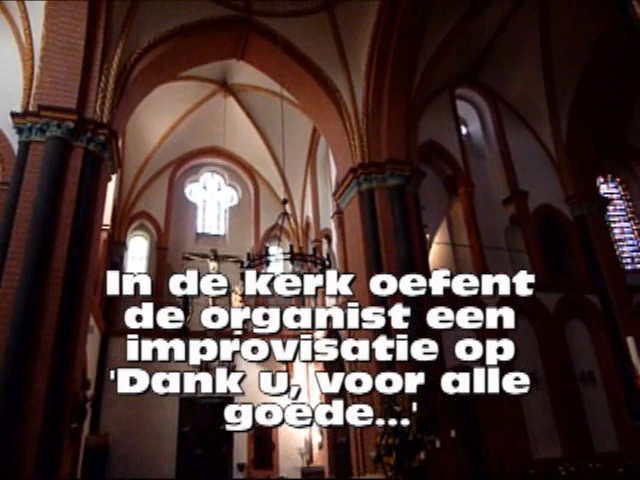 In de kerk oefent
de organist een
improvisatie op
'Dank u, voor alle
goede...'